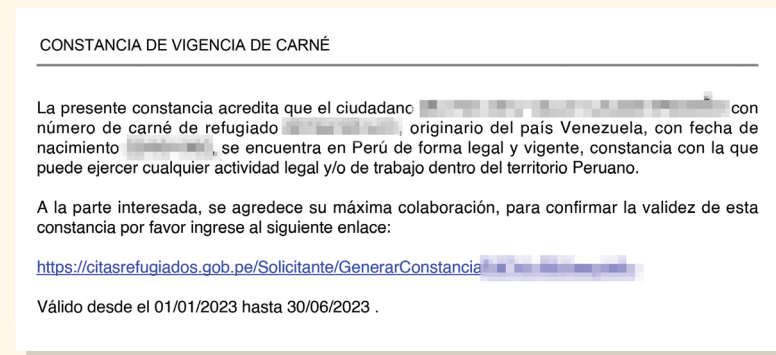 CONSTANCIA DE VIGENCIA DE CARNÉ
La presente constancia acredita que el ciudadano con
número de carné de refugiado , originario del país Venezuela, con fecha de
nacimiento , se encuentra en Perú de forma legal y vigente, constancia con la que
puede ejercer cualquier actividad legal y/o de trabajo dentro del territorio Peruano.
A la parte interesada, se agredece su máxima colaboración, para confirmar la validez de esta
constancia por favor ingrese al siguiente enlace:
https://citasrefugiados.gob.pe/Solicitante/GenerarConstancia
Válido desde el 01/01/2023 hasta 30/06/2023 .